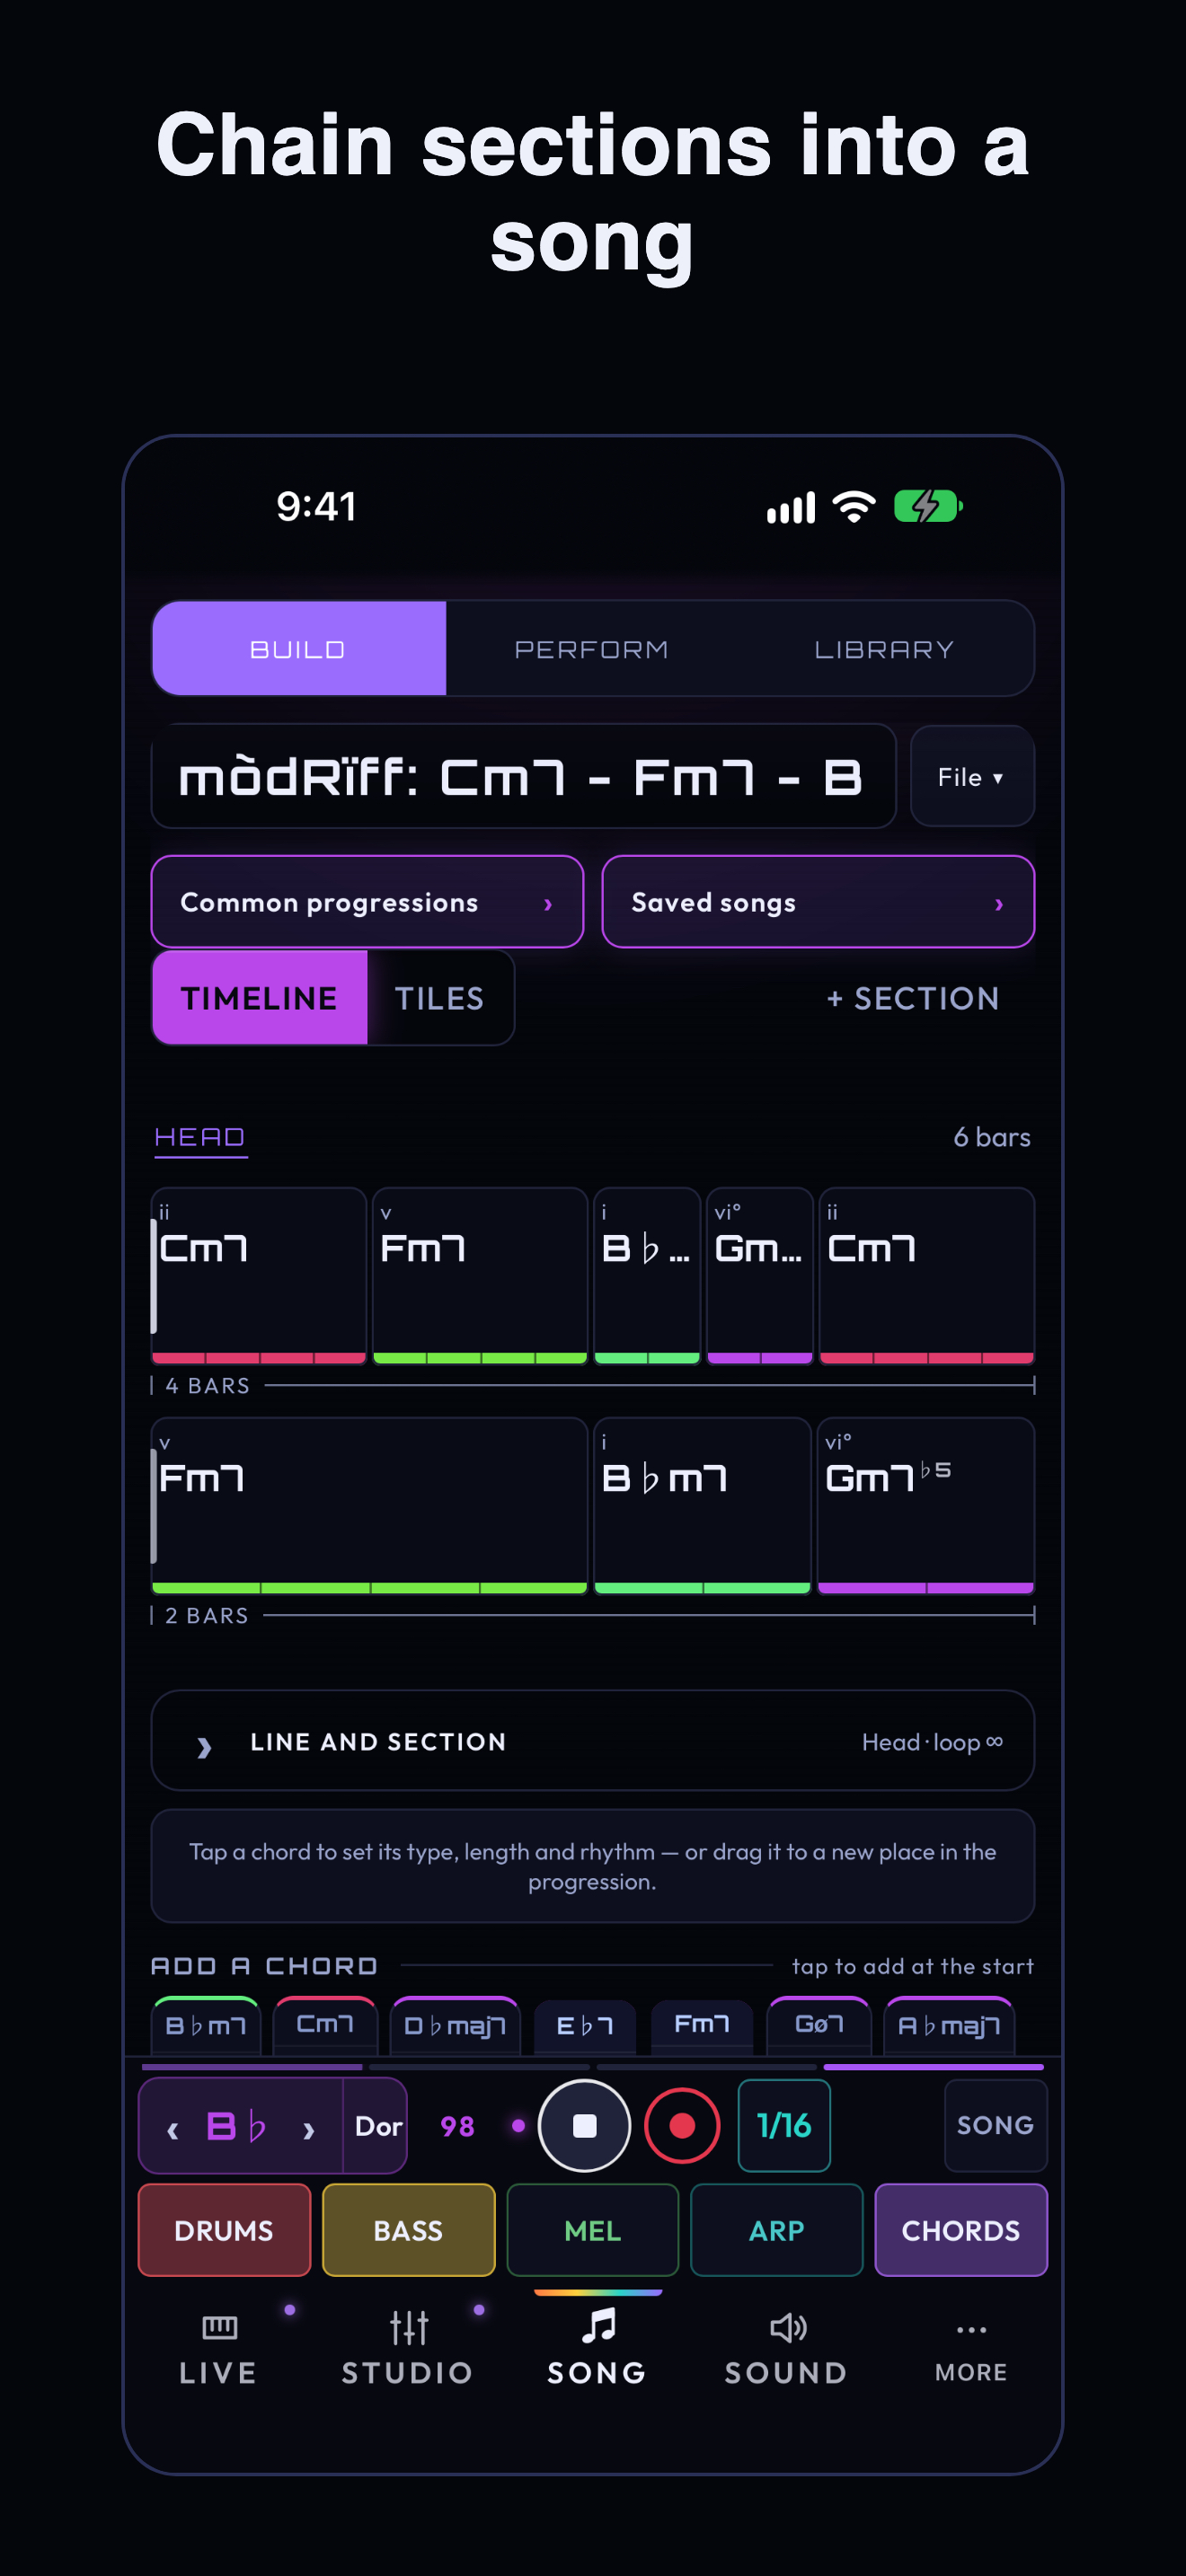 Chain sections into a
song
9:41
BUILD PERFORM LIBRARY
mòdRïff: Cm7 - Fm7 - B
File ▾
Common progressions ›
Saved songs ›
TIMELINE TILES + SECTION
HEAD 6 bars
ii v i vi° ii
Cm7 Fm7 B♭... Gm... Cm7
4 BARS
v i vi°
Fm7 B♭m7 Gm7♭5
2 BARS
› LINE AND SECTION Head · loop ∞
Tap a chord to set its type, length and rhythm — or drag it to a new place in the
progression.
ADD A CHORD tap to add at the start
B♭m7 Cm7 D♭maj7 E♭7 Fm7 Gø7 A♭maj7
‹ B♭ › Dor 98 1/16 SONG
DRUMS BASS MEL ARP CHORDS
LIVE STUDIO SONG SOUND MORE